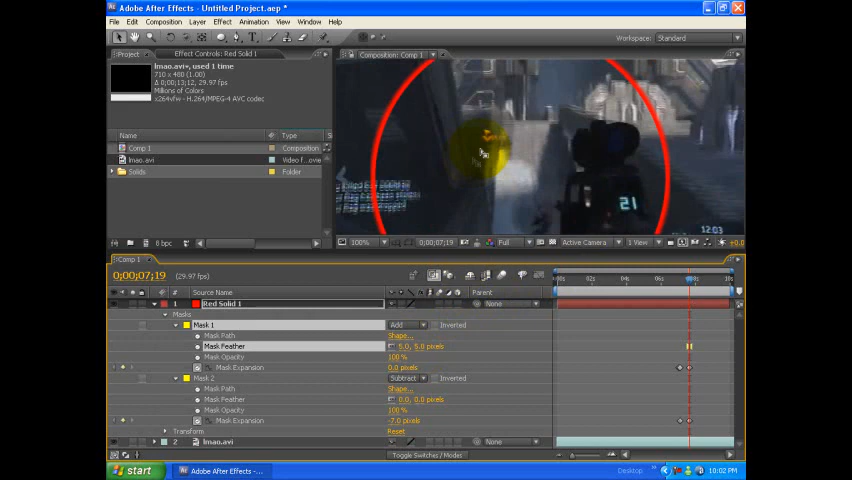 Adobe After Effects - Untitled Project.aep *
File Edit Composition Layer Effect Animation View Window Help
Workspace: Standard
Project Effect Controls: Red Solid 1
Composition: Comp 1
lmao.avi, used 1 time
710 x 480 (1.00)
Δ 0;00;13;12, 29.97 fps
Millions of Colors
x264vfw - H.264/MPEG-4 AVC codec
Name Type
Comp 1 Composition
lmao.avi
Solids Folder
21
12:03
8 bpc
100% 0;00;07;19 Full Active Camera 1 View +0.0
Comp 1
0;00;07;19 (29.97 fps)
02s 04s 06s 10s
# Source Name Parent
1 Red Solid 1 None
Masks
Mask 1 Add Inverted
Mask Path Shape...
Mask Feather 5.0, 5.0 pixels
Mask Opacity 100%
Mask Expansion 0.0 pixels
Mask 2 Subtract Inverted
Mask Path Shape...
Mask Feather 0.0, 0.0 pixels
Mask Opacity 100%
Mask Expansion -7.0 pixels
Transform Reset
2 lmao.avi None
Toggle Switches / Modes
start Adobe After Effects -... Desktop 10:02 PM